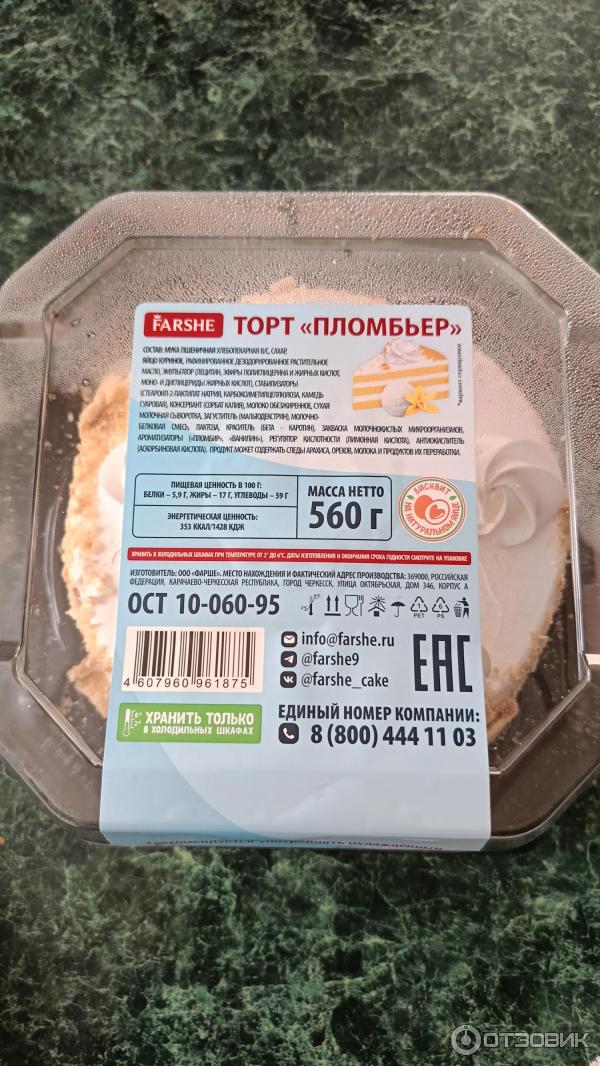 FARSHE
ТОРТ «ПЛОМБЬЕР»
СОСТАВ: МУКА ПШЕНИЧНАЯ ХЛЕБОПЕКАРНАЯ В/С, САХАР,
ЯЙЦО КУРИНОЕ, РАФИНИРОВАННОЕ ДЕЗОДОРИРОВАННОЕ РАСТИТЕЛЬНОЕ
МАСЛО, ЭМУЛЬГАТОР (ЛЕЦИТИН, ЭФИРЫ ПОЛИГЛИЦЕРИНА И ЖИРНЫХ КИСЛОТ,
МОНО- И ДИГЛИЦЕРИДЫ ЖИРНЫХ КИСЛОТ), СТАБИЛИЗАТОРЫ
(СТЕАРОИЛ-2-ЛАКТИЛАТ НАТРИЯ, КАРБОКСИМЕТИЛЦЕЛЛЮЛОЗА, КАМЕДЬ
ГУАРОВАЯ), КОНСЕРВАНТ (СОРБАТ КАЛИЯ), МОЛОКО ОБЕЗЖИРЕННОЕ, СУХАЯ
МОЛОЧНАЯ СЫВОРОТКА, ЗАГУСТИТЕЛЬ (МАЛЬТОДЕКСТРИН), МОЛОЧНО-
БЕЛКОВАЯ СМЕСЬ, ЛАКТОЗА, КРАСИТЕЛЬ (БЕТА - КАРОТИН), ЗАКВАСКА МОЛОЧНОКИСЛЫХ МИКРООРГАНИЗМОВ,
АРОМАТИЗАТОРЫ («ПЛОМБИР», «ВАНИЛИН»), РЕГУЛЯТОР КИСЛОТНОСТИ (ЛИМОННАЯ КИСЛОТА), АНТИОКИСЛИТЕЛЬ
(АСКОРБИНОВАЯ КИСЛОТА). ПРОДУКТ МОЖЕТ СОДЕРЖАТЬ СЛЕДЫ АРАХИСА, ОРЕХОВ, МОЛОКА И ПРОДУКТОВ ИХ ПЕРЕРАБОТКИ.
*вариант сервировки
ПИЩЕВАЯ ЦЕННОСТЬ В 100 Г:
БЕЛКИ – 5,9 Г, ЖИРЫ – 17 Г, УГЛЕВОДЫ – 59 Г
ЭНЕРГЕТИЧЕСКАЯ ЦЕННОСТЬ:
353 ККАЛ/1428 КДЖ
МАССА НЕТТО
560 г
БИСКВИТ
НА НАТУРАЛЬНОМ ЯЙЦЕ
ХРАНИТЬ В ХОЛОДИЛЬНЫХ ШКАФАХ ПРИ ТЕМПЕРАТУРЕ ОТ 2° ДО 6°С, ДАТЫ ИЗГОТОВЛЕНИЯ И ОКОНЧАНИЯ СРОКА ГОДНОСТИ СМОТРИТЕ НА УПАКОВКЕ
ИЗГОТОВИТЕЛЬ: ООО «ФАРШЕ». МЕСТО НАХОЖДЕНИЯ И ФАКТИЧЕСКИЙ АДРЕС ПРОИЗВОДСТВА: 369000, РОССИЙСКАЯ
ФЕДЕРАЦИЯ, КАРАЧАЕВО-ЧЕРКЕССКАЯ РЕСПУБЛИКА, ГОРОД ЧЕРКЕССК, УЛИЦА ОКТЯБРЬСКАЯ, ДОМ 346, КОРПУС А
ОСТ 10-060-95
1
PET
6
PS
4 607960 961875
info@farshe.ru
@farshe9
@farshe_cake
EAC
ХРАНИТЬ ТОЛЬКО
В ХОЛОДИЛЬНЫХ ШКАФАХ
ЕДИНЫЙ НОМЕР КОМПАНИИ:
8 (800) 444 11 03
ОТЗОВИК